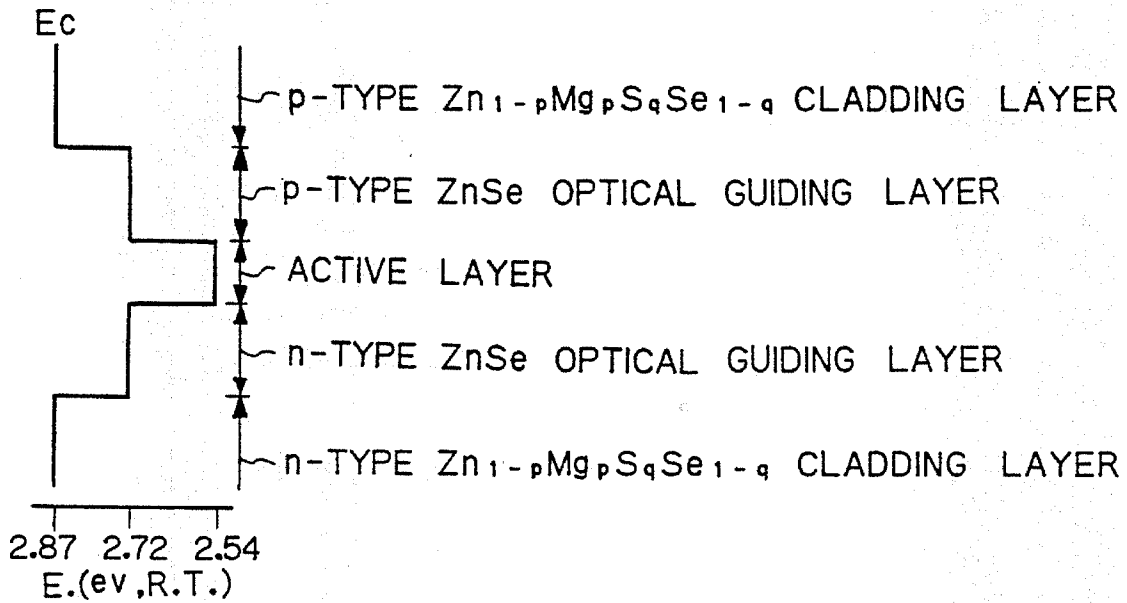 Ec
p-TYPE Zn₁₋ₚMgₚSqSe₁₋q CLADDING LAYER
p-TYPE ZnSe OPTICAL GUIDING LAYER
ACTIVE LAYER
n-TYPE ZnSe OPTICAL GUIDING LAYER
n-TYPE Zn₁₋ₚMgₚSqSe₁₋q CLADDING LAYER
2.87 2.72 2.54
E.(ev,R.T.)